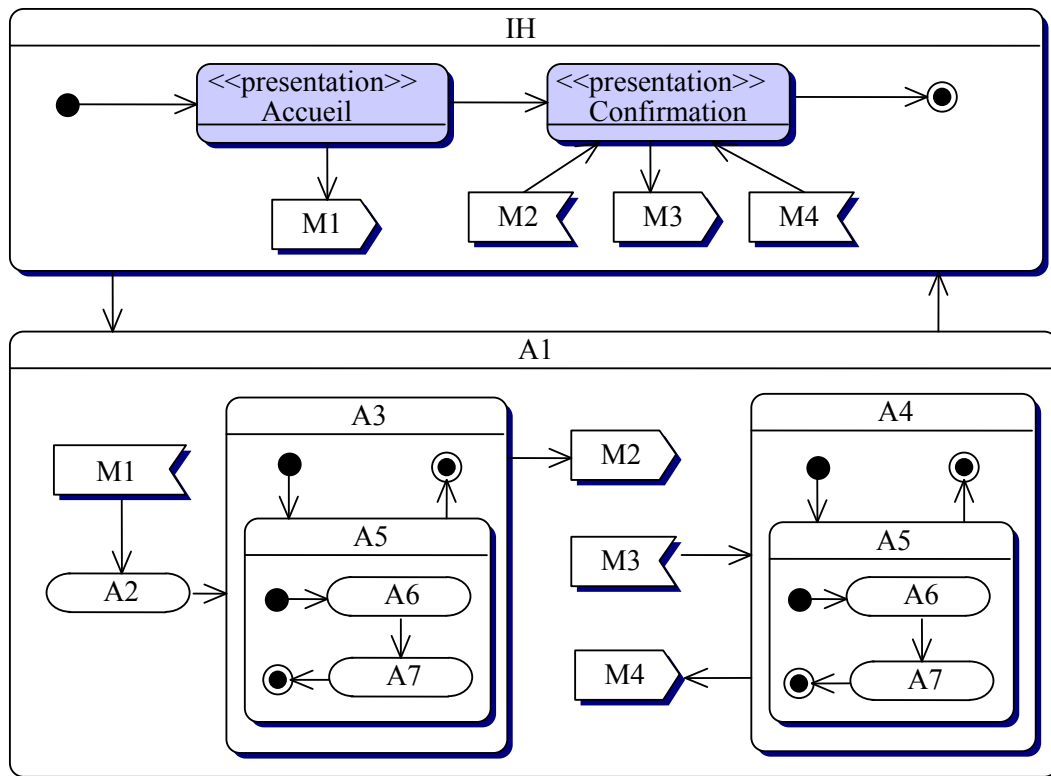 IH
<<presentation>>
Accueil
<<presentation>>
Confirmation
M1
M2
M3
M4
A1
M1
A2
A3
A5
A6
A7
M2
M3
M4
A4
A5
A6
A7